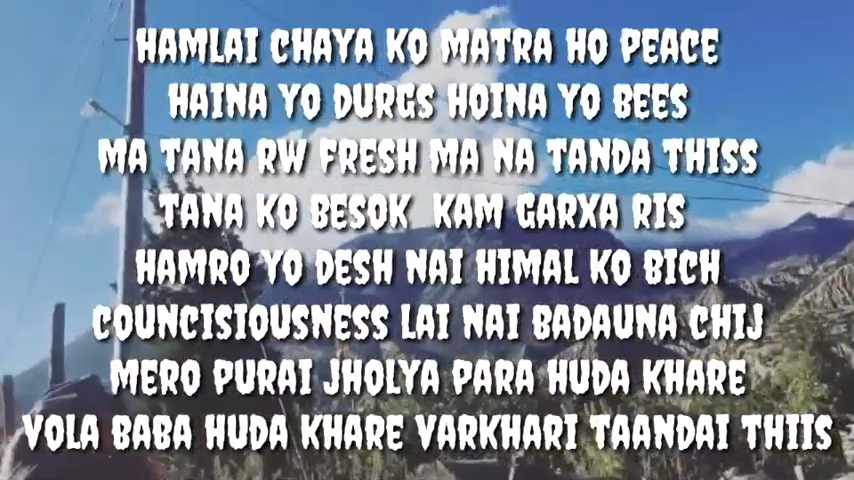 HAMLAI CHAYA KO MATRA HO PEACE
HAINA YO DURGS HOINA YO BEES
MA TANA RW FRESH MA NA TANDA THISS
TANA KO BESOK KAM GARXA RIS
HAMRO YO DESH NAI HIMAL KO BICH
COUNCISIOUSNESS LAI NAI BADAUNA CHIJ
MERO PURAI JHOLYA PARA HUDA KHARE
VOLA BABA HUDA KHARE VARKHARI TAANDAI THIIS